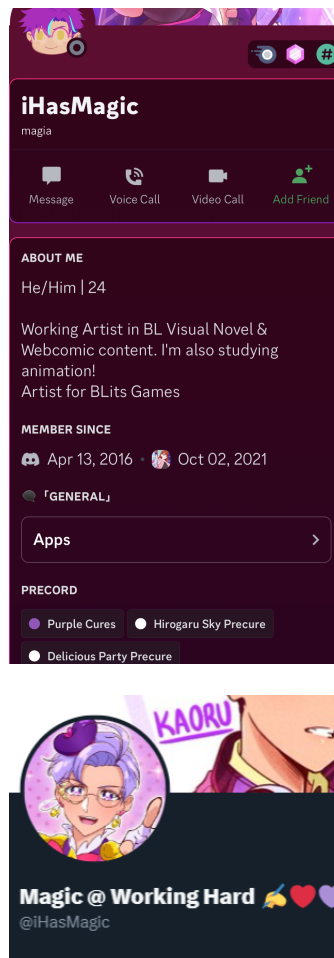 iHasMagic
magia
Message
Voice Call
Video Call
Add Friend
ABOUT ME
He/Him | 24
Working Artist in BL Visual Novel &
Webcomic content. I'm also studying
animation!
Artist for BLits Games
MEMBER SINCE
Apr 13, 2016 • Oct 02, 2021
「GENERAL」
Apps
PRECORD
Purple Cures
Hirogaru Sky Precure
Delicious Party Precure
KAORU
Magic @ Working Hard ✍️❤️💜
@iHasMagic